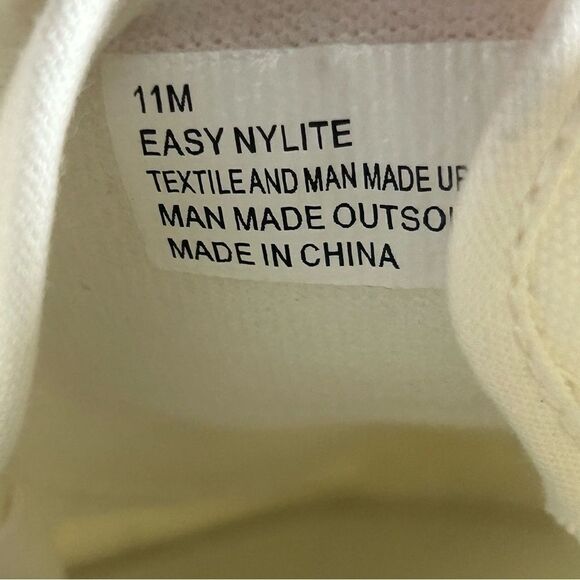 11M
EASY NYLITE
TEXTILE AND MAN MADE UP
MAN MADE OUTSO
MADE IN CHINA